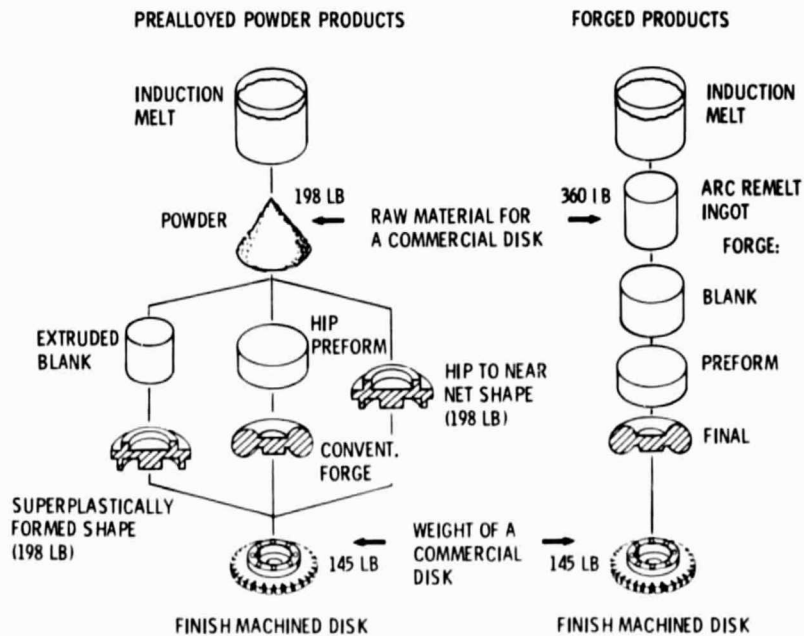 PREALLOYED POWDER PRODUCTS
FORGED PRODUCTS
INDUCTION
MELT
INDUCTION
MELT
198 LB
POWDER
RAW MATERIAL FOR
A COMMERCIAL DISK
360 lB
ARC REMELT
INGOT
FORGE:
BLANK
EXTRUDED
BLANK
HIP
PREFORM
HIP TO NEAR
NET SHAPE
(198 LB)
PREFORM
CONVENT.
FORGE
FINAL
SUPERPLASTICALLY
FORMED SHAPE
(198 LB)
145 LB
WEIGHT OF A
COMMERCIAL
DISK
145 LB
FINISH MACHINED DISK
FINISH MACHINED DISK